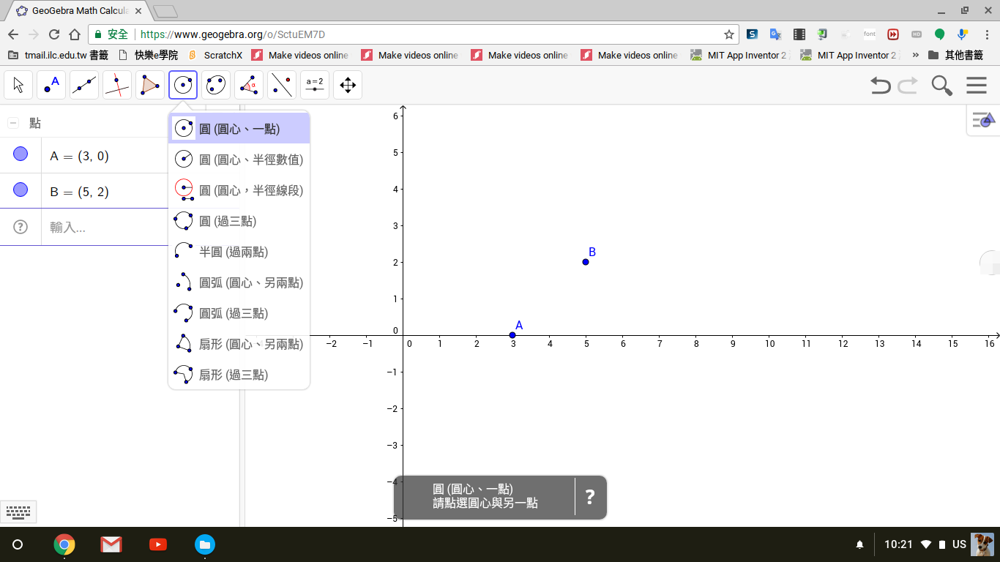 GeoGebra Math Calcula
安全 https://www.geogebra.org/o/SctuEM7D
font HD
tmail.ilc.edu.tw 書籤 快樂e學院 ScratchX Make videos online Make videos online Make videos online Make videos online MIT App Inventor 2 MIT App Inventor 2 » 其他書籤
A α a=2
點
A = (3, 0)
B = (5, 2)
輸入...
圓 (圓心、一點)
圓 (圓心、半徑數值)
圓 (圓心，半徑線段)
圓 (過三點)
半圓 (過兩點)
圓弧 (圓心、另兩點)
圓弧 (過三點)
扇形 (圓心、另兩點)
扇形 (過三點)
6
5
4
3
2
1
0
−1
−2
−3
−4
−5
B
A
−2 −1 0 1 2 3 4 5 6 7 8 9 10 11 12 13 14 15 16
圓 (圓心、一點)
請點選圓心與另一點
?
10:21 US